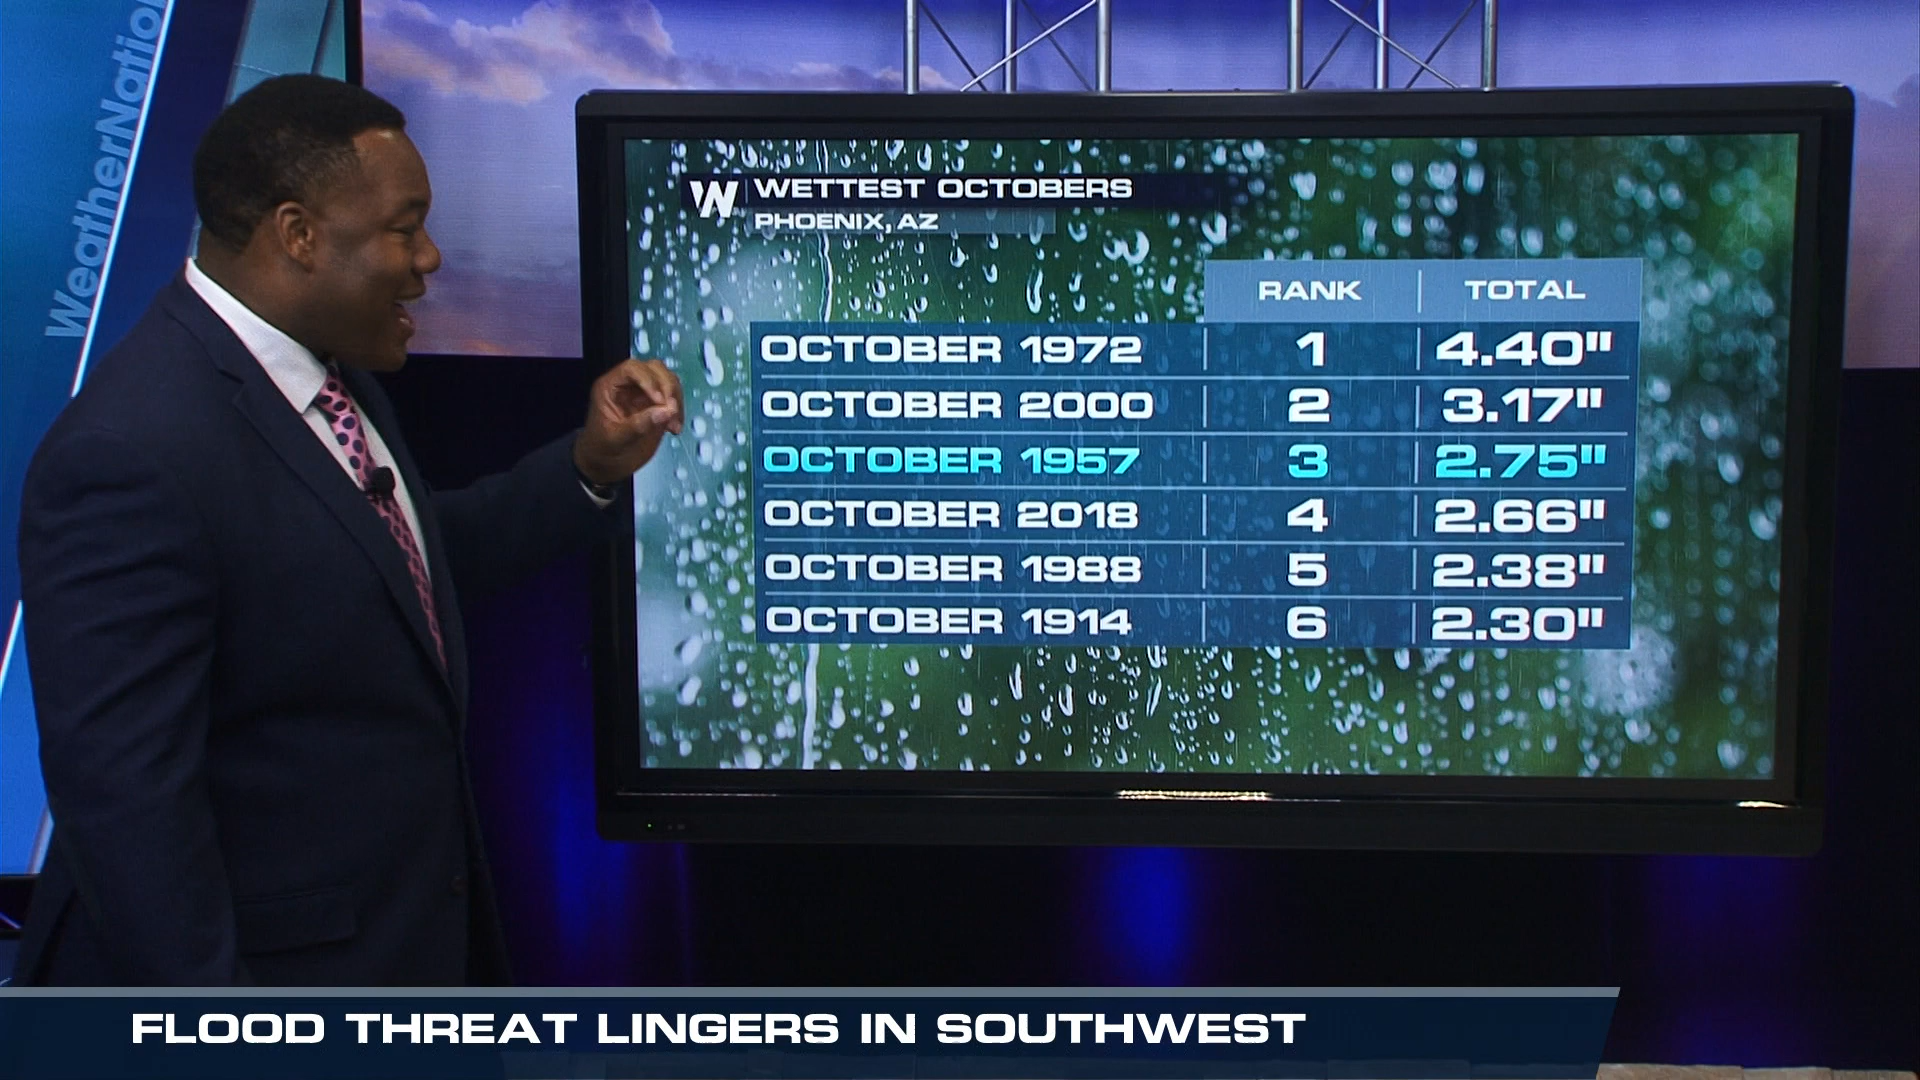 WeatherNation
W WETTEST OCTOBERS
PHOENIX, AZ
RANK TOTAL
OCTOBER 1972 1 4.40"
OCTOBER 2000 2 3.17"
OCTOBER 1957 3 2.75"
OCTOBER 2018 4 2.66"
OCTOBER 1988 5 2.38"
OCTOBER 1914 6 2.30"
FLOOD THREAT LINGERS IN SOUTHWEST